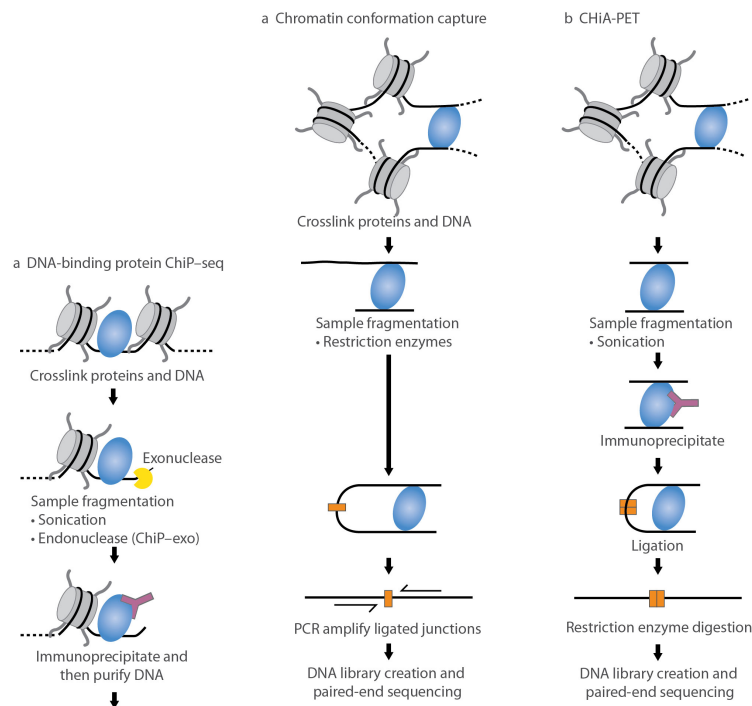 a Chromatin conformation capture
b CHiA-PET
Crosslink proteins and DNA
a DNA-binding protein ChiP–seq
Sample fragmentation
• Restriction enzymes
Sample fragmentation
• Sonication
Crosslink proteins and DNA
Immunoprecipitate
Exonuclease
Sample fragmentation
• Sonication
• Endonuclease (ChiP–exo)
Ligation
PCR amplify ligated junctions
Restriction enzyme digestion
Immunoprecipitate and
then purify DNA
DNA library creation and
paired-end sequencing
DNA library creation and
paired-end sequencing